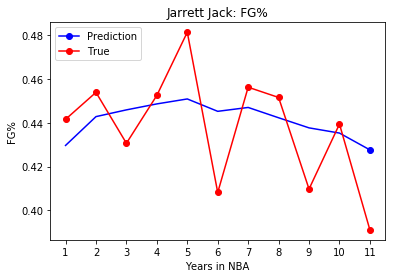 Jarrett Jack: FG%
Prediction
True
FG%
0.48
0.46
0.44
0.42
0.40
1 2 3 4 5 6 7 8 9 10 11
Years in NBA